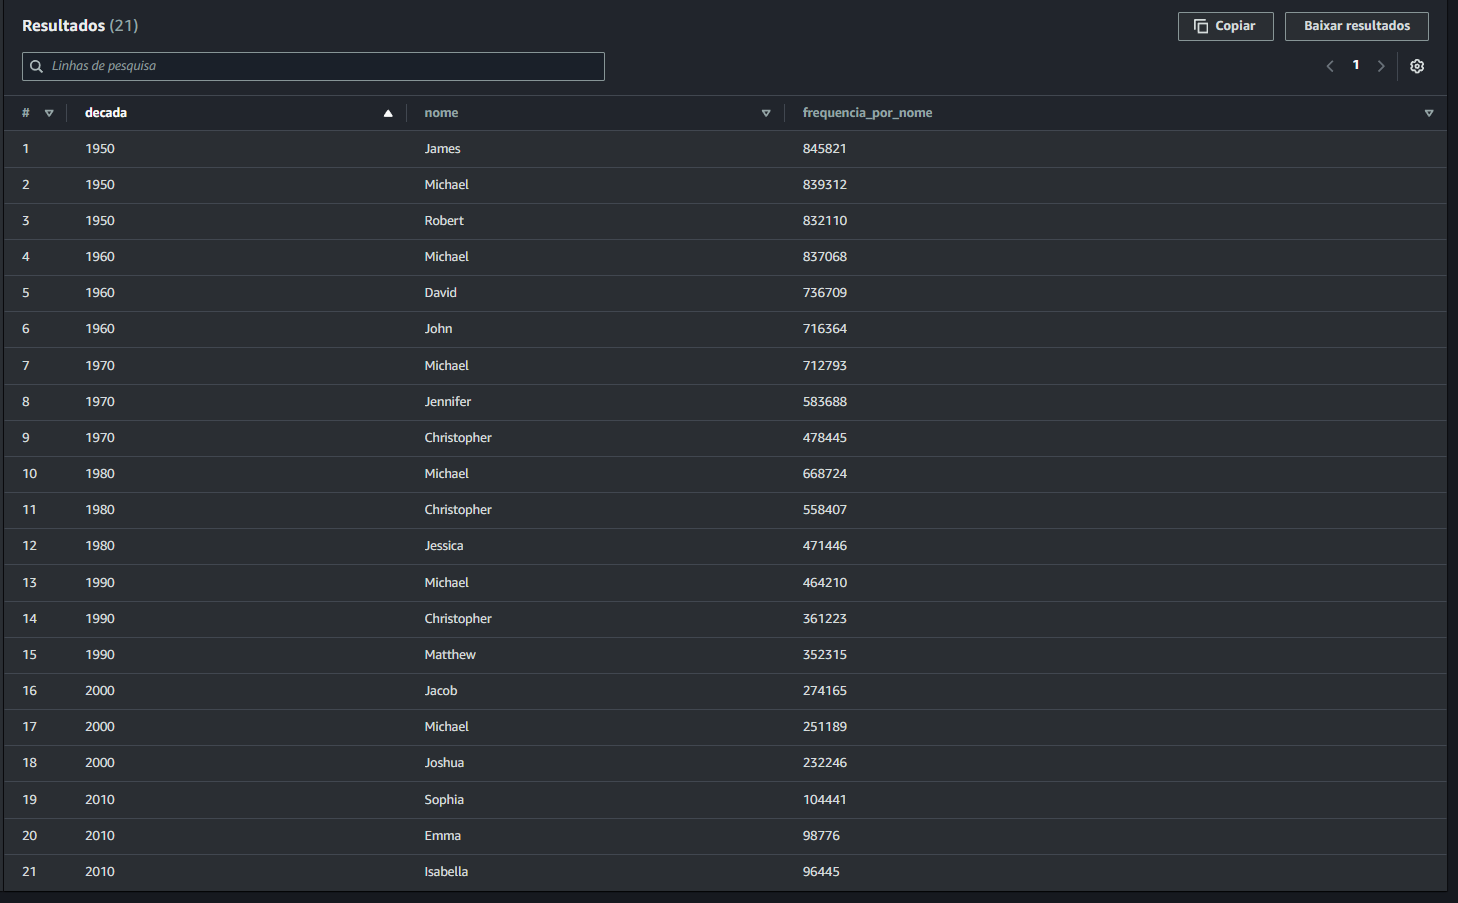 Resultados (21)
Copiar
Baixar resultados
Linhas de pesquisa
1
# decada nome frequencia_por_nome
1 1950 James 845821
2 1950 Michael 839312
3 1950 Robert 832110
4 1960 Michael 837068
5 1960 David 736709
6 1960 John 716364
7 1970 Michael 712793
8 1970 Jennifer 583688
9 1970 Christopher 478445
10 1980 Michael 668724
11 1980 Christopher 558407
12 1980 Jessica 471446
13 1990 Michael 464210
14 1990 Christopher 361223
15 1990 Matthew 352315
16 2000 Jacob 274165
17 2000 Michael 251189
18 2000 Joshua 232246
19 2010 Sophia 104441
20 2010 Emma 98776
21 2010 Isabella 96445